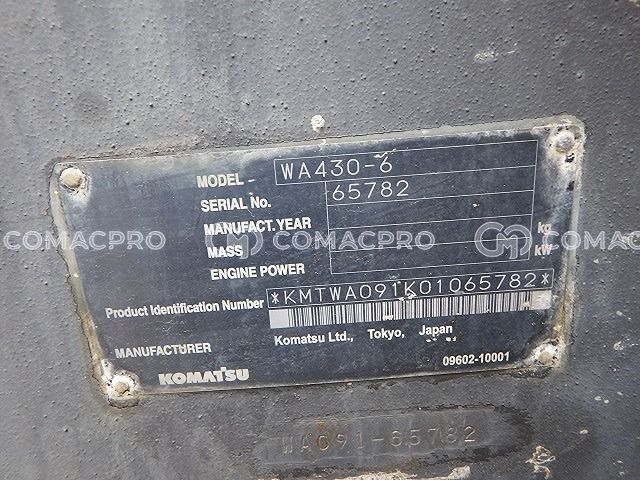 MODEL WA430-6
SERIAL No. 65782
MANUFACT. YEAR
MASS kg
ENGINE POWER kW
COMACPRO COMACPRO COMAC
Product Identification Number *KMTWA091K01065782*
MANUFACTURER Komatsu Ltd., Tokyo, Japan
KOMATSU 09602-10001
WA091-65782